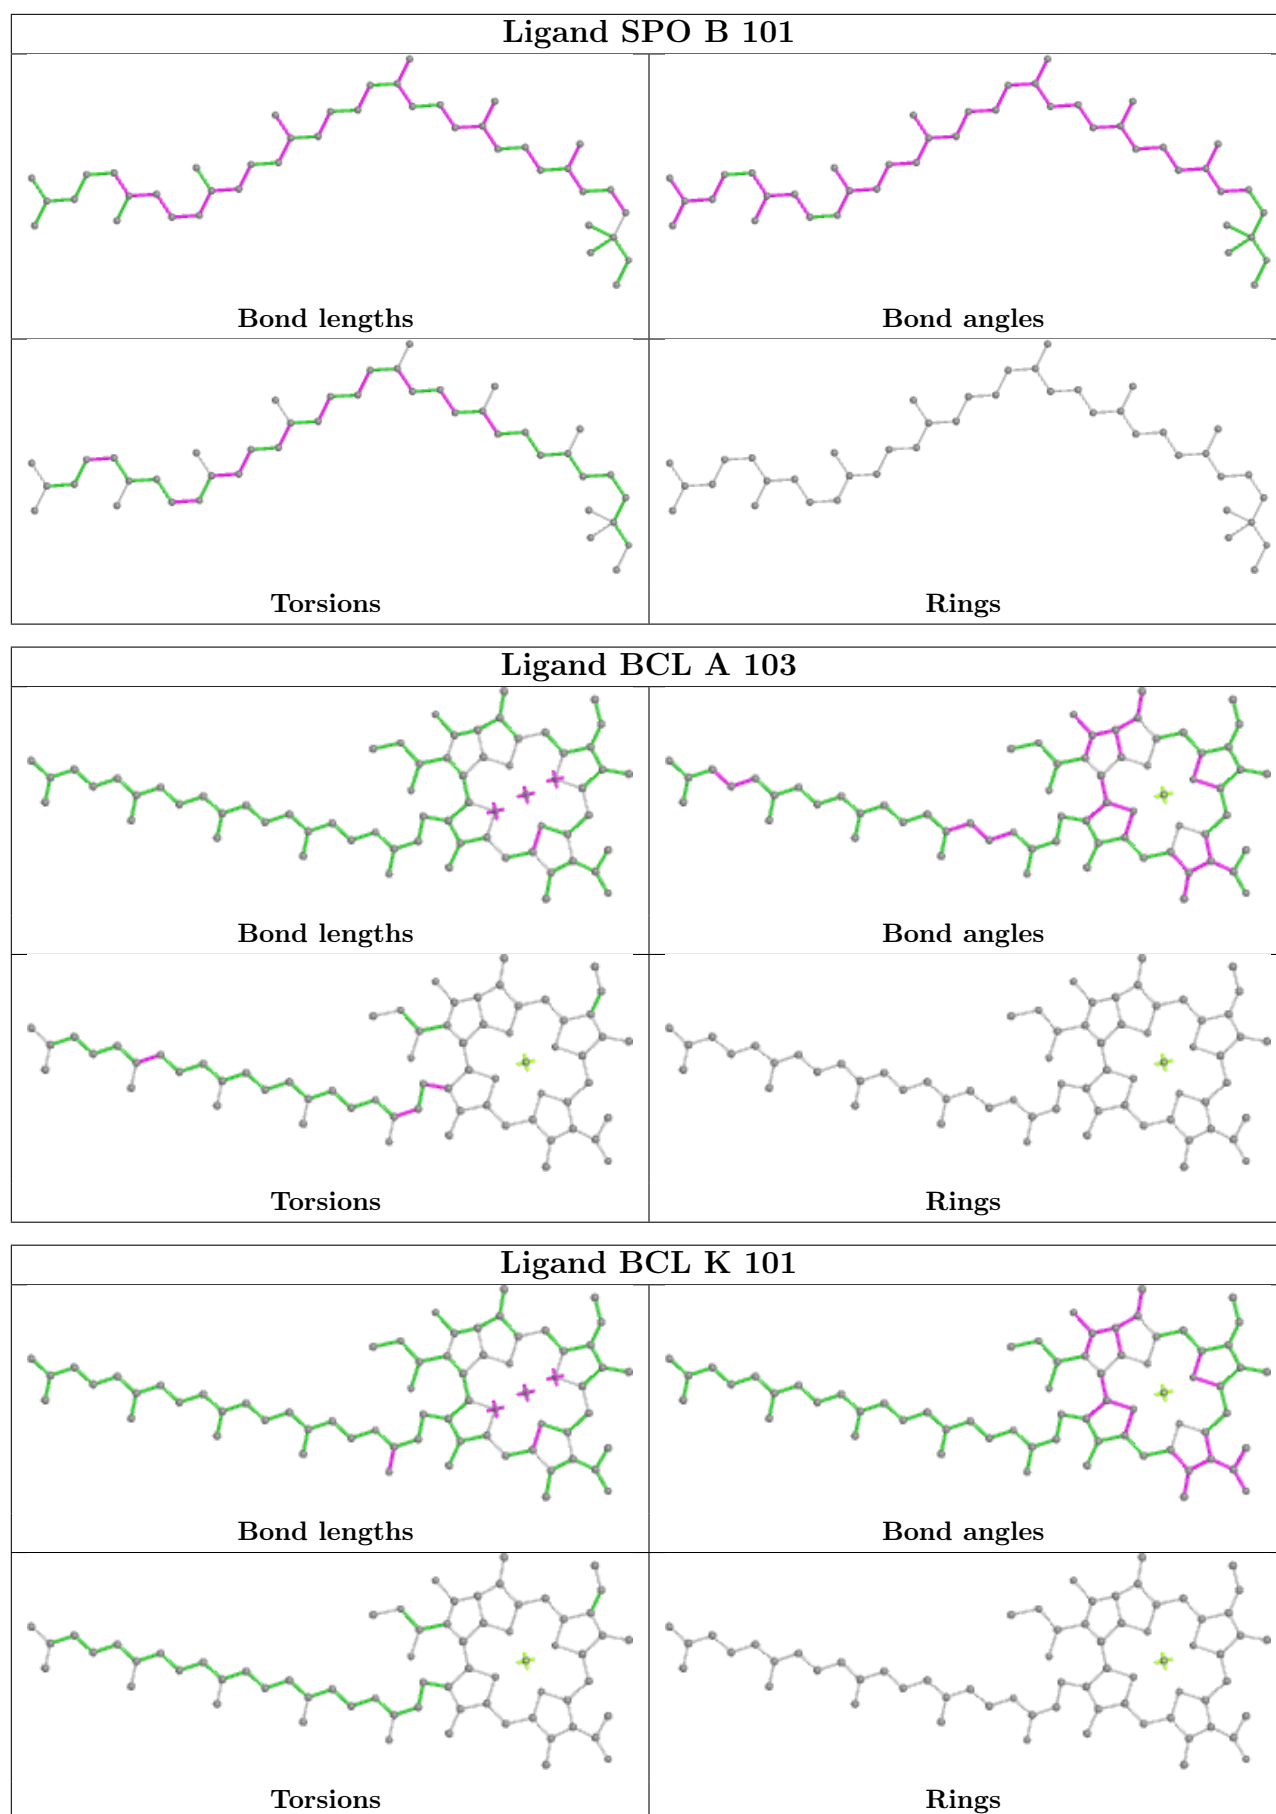 Ligand SPO B 101
Bond lengths
Bond angles
Torsions
Rings
Ligand BCL A 103
Bond lengths
Bond angles
Torsions
Rings
Ligand BCL K 101
Bond lengths
Bond angles
Torsions
Rings